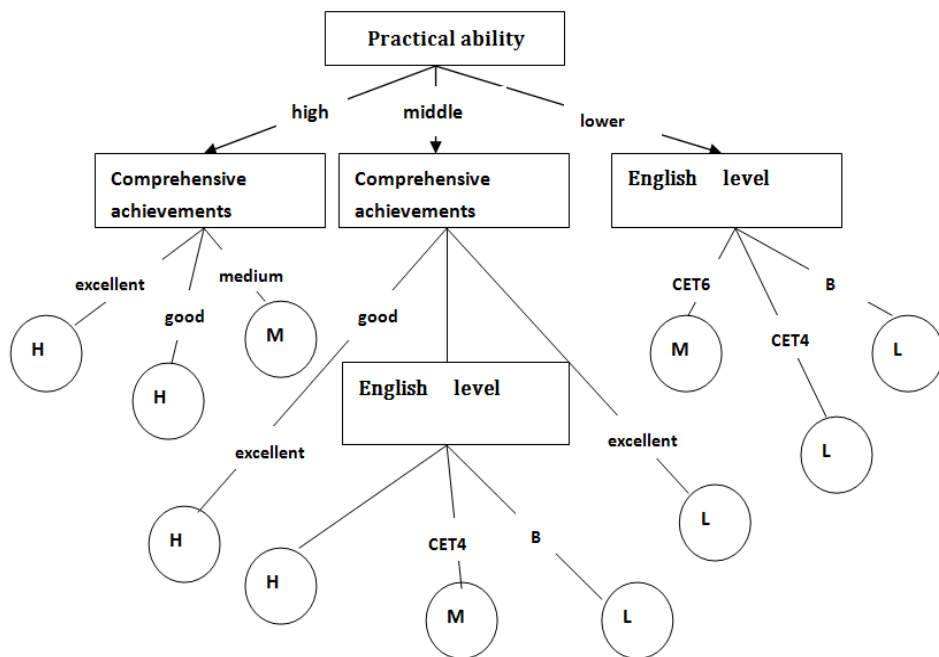 Practical ability
high
middle
lower
Comprehensive
achievements
Comprehensive
achievements
English level
excellent
good
medium
good
CET6
CET4
B
H
H
M
M
L
L
English level
excellent
excellent
H
L
CET4
B
H
M
L